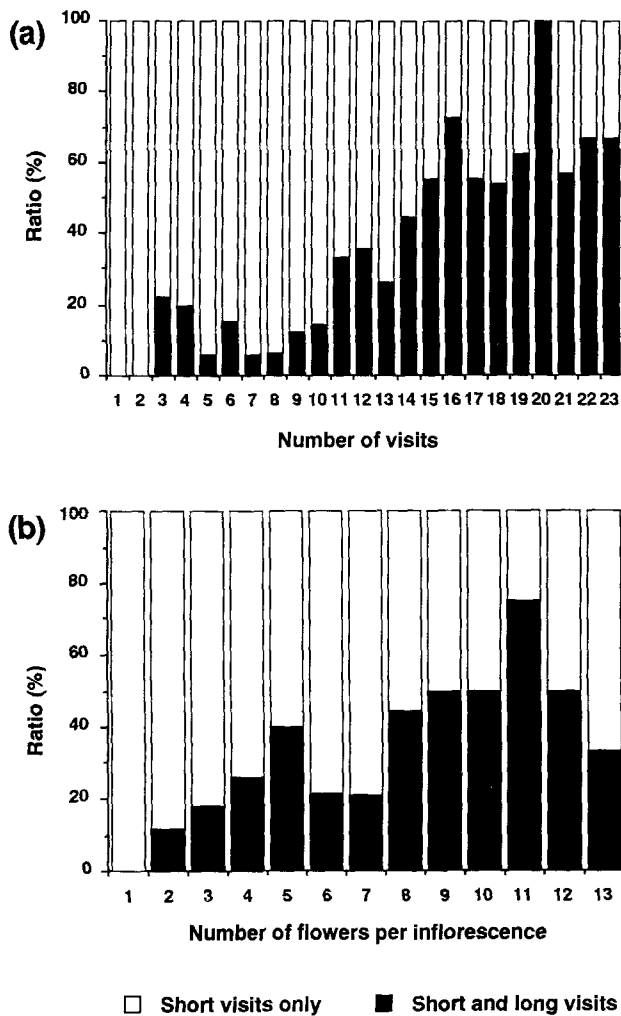 (a)
100
80
60
40
20
0
Ratio (%)
1 2 3 4 5 6 7 8 9 10 11 12 13 14 15 16 17 18 19 20 21 22 23
Number of visits
(b)
100
80
60
40
20
0
Ratio (%)
1 2 3 4 5 6 7 8 9 10 11 12 13
Number of flowers per inflorescence
Short visits only Short and long visits